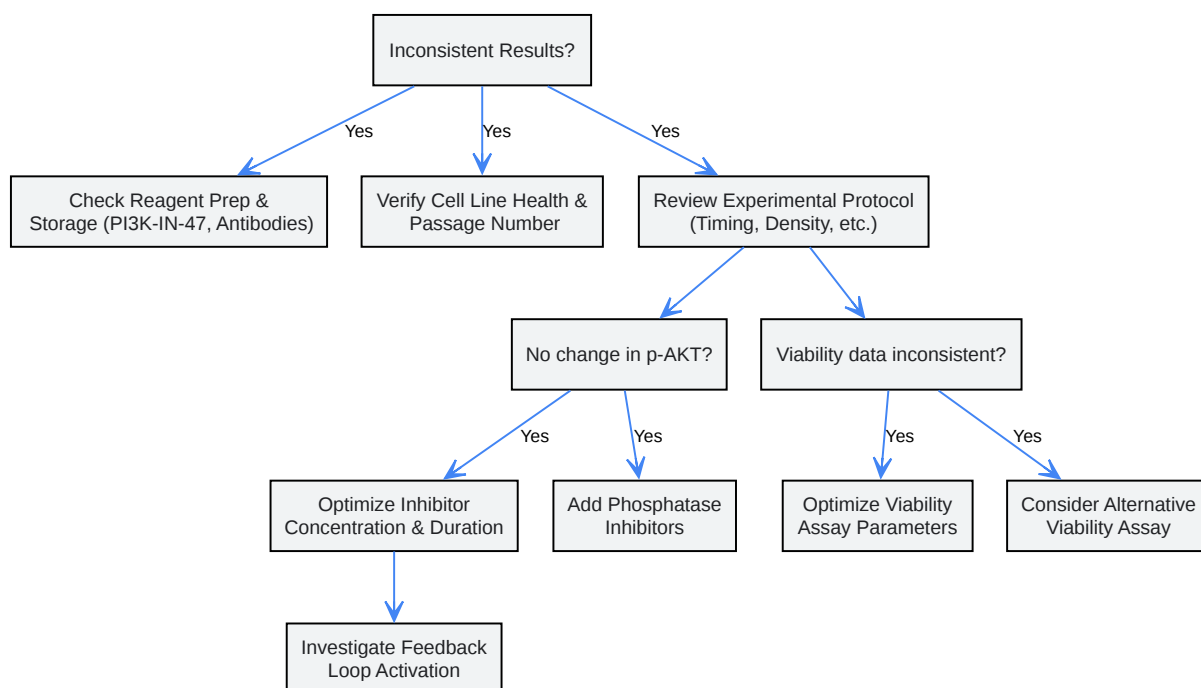 Inconsistent Results?
Yes
Yes
Yes
Check Reagent Prep &
Storage (PI3K-IN-47, Antibodies)
Verify Cell Line Health &
Passage Number
Review Experimental Protocol
(Timing, Density, etc.)
No change in p-AKT?
Viability data inconsistent?
Yes
Yes
Yes
Yes
Optimize Inhibitor
Concentration & Duration
Add Phosphatase
Inhibitors
Optimize Viability
Assay Parameters
Consider Alternative
Viability Assay
Investigate Feedback
Loop Activation